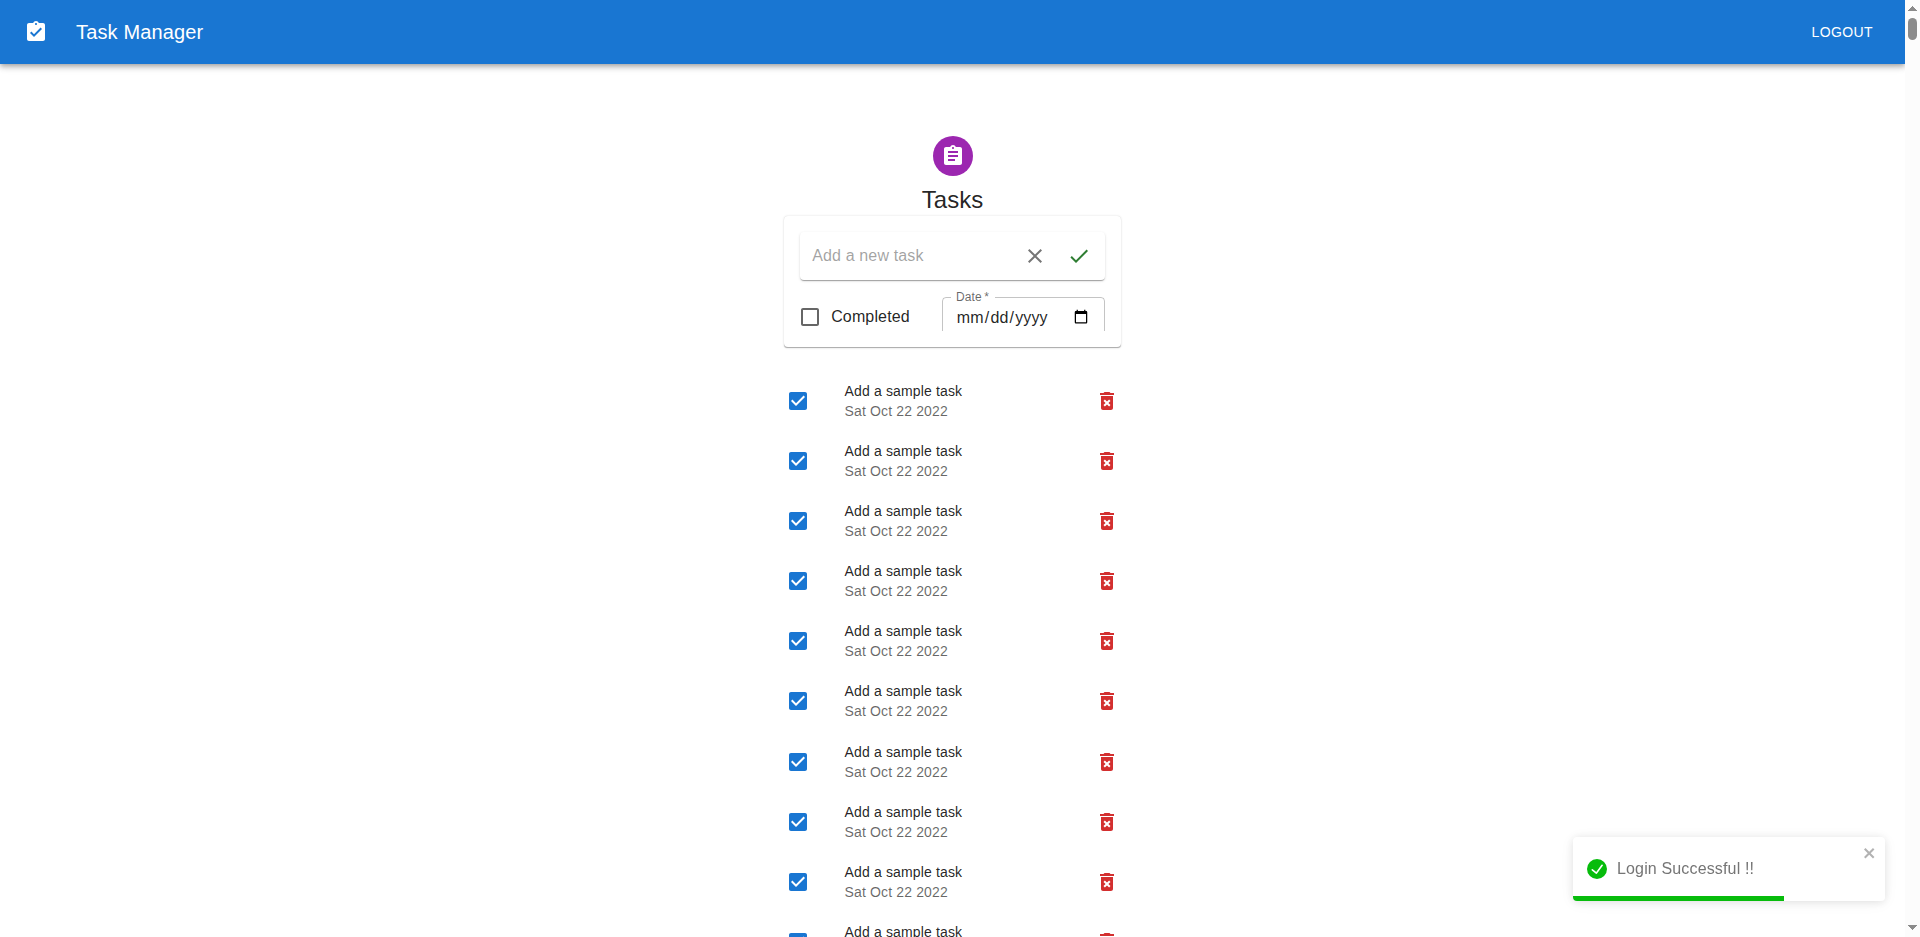 Task Manager
LOGOUT
Tasks
Add a new task
Completed
Date *
mm/dd/yyyy
Add a sample task
Sat Oct 22 2022
Add a sample task
Sat Oct 22 2022
Add a sample task
Sat Oct 22 2022
Add a sample task
Sat Oct 22 2022
Add a sample task
Sat Oct 22 2022
Add a sample task
Sat Oct 22 2022
Add a sample task
Sat Oct 22 2022
Add a sample task
Sat Oct 22 2022
Add a sample task
Sat Oct 22 2022
Add a sample task
Login Successful !!